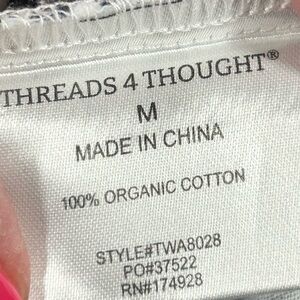 THREADS 4 THOUGHT®
M
MADE IN CHINA
100% ORGANIC COTTON
STYLE#TWA8028
PO#37522
RN#174928